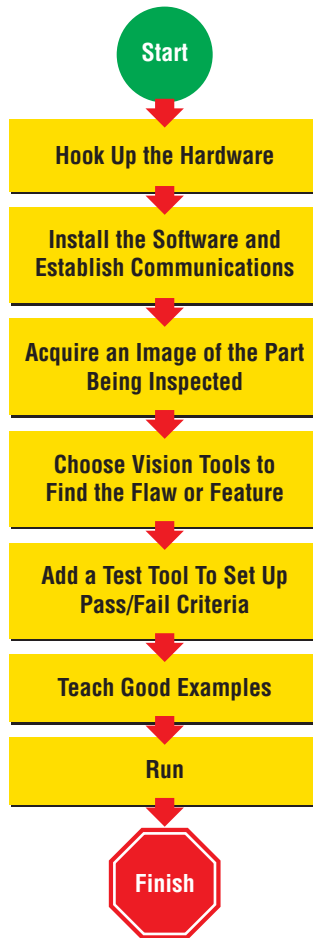 Start
Hook Up the Hardware
Install the Software and
Establish Communications
Acquire an Image of the Part
Being Inspected
Choose Vision Tools to
Find the Flaw or Feature
Add a Test Tool To Set Up
Pass/Fail Criteria
Teach Good Examples
Run
Finish